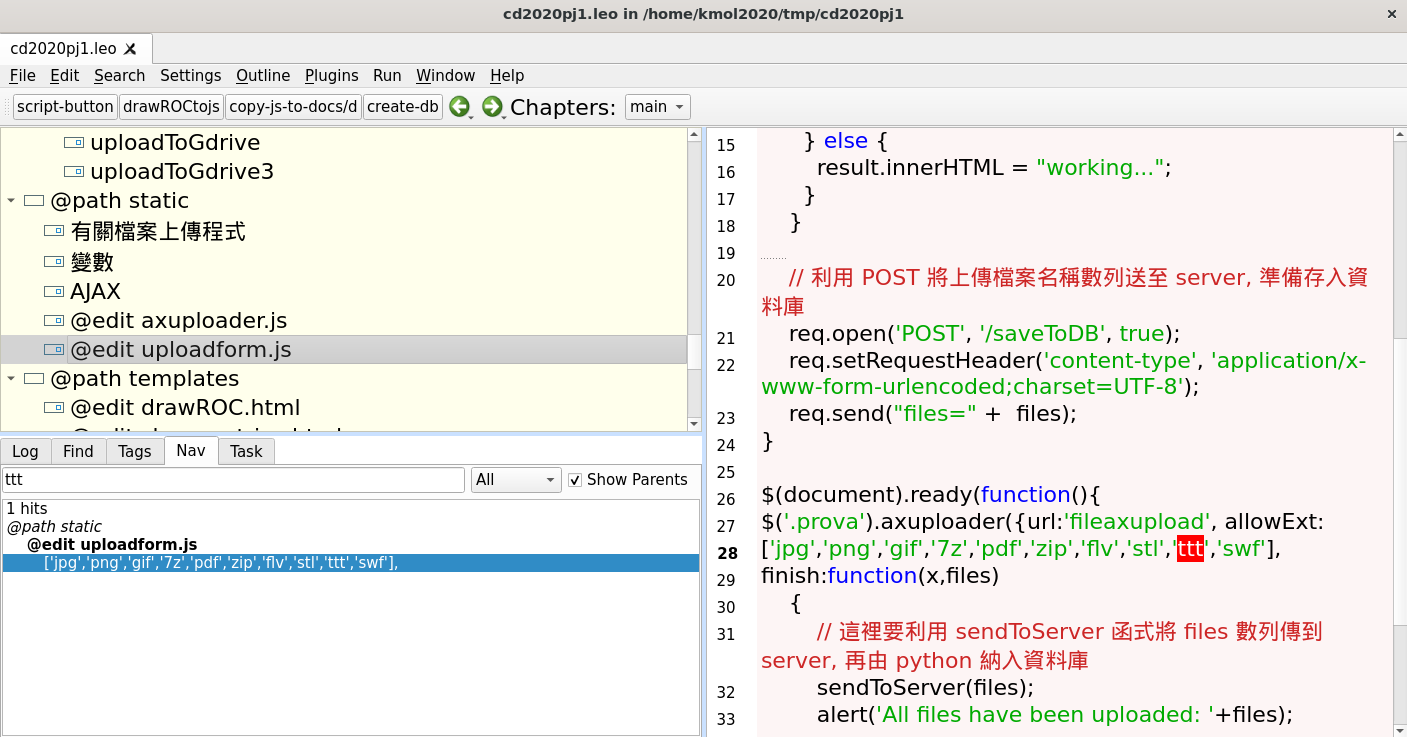 cd2020pj1.leo in /home/kmol2020/tmp/cd2020pj1
cd2020pj1.leo
File Edit Search Settings Outline Plugins Run Window Help
script-button drawROCtojs copy-js-to-docs/d create-db Chapters: main
uploadToGdrive
uploadToGdrive3
@path static
有關檔案上傳程式
變數
AJAX
@edit axuploader.js
@edit uploadform.js
@path templates
@edit drawROC.html
Log Find Tags Nav Task
ttt All Show Parents
1 hits
@path static
@edit uploadform.js
['jpg','png','gif','7z','pdf','zip','flv','stl','ttt','swf'],
15 } else {
16 result.innerHTML = "working...";
17 }
18 }
19
20 // 利用 POST 將上傳檔案名稱數列送至 server, 準備存入資
料庫
21 req.open('POST', '/saveToDB', true);
22 req.setRequestHeader('content-type', 'application/x-
www-form-urlencoded;charset=UTF-8');
23 req.send("files=" +  files);
24 }
25
26 $(document).ready(function(){
27 $('.prova').axuploader({url:'fileaxupload', allowExt:
28 ['jpg','png','gif','7z','pdf','zip','flv','stl','ttt','swf'],
29 finish:function(x,files)
30 {
31 // 這裡要利用 sendToServer 函式將 files 數列傳到
server, 再由 python 納入資料庫
32 sendToServer(files);
33 alert('All files have been uploaded: '+files);